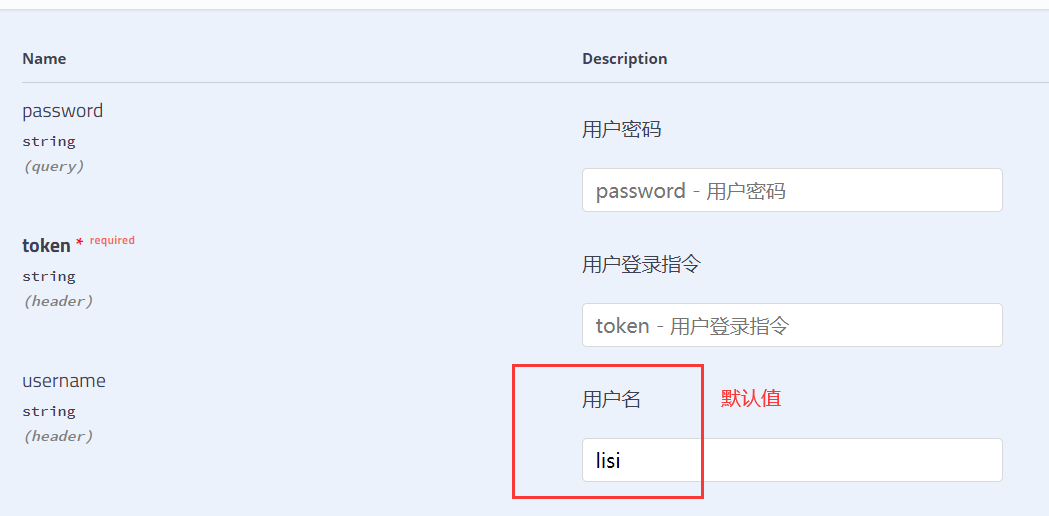 Name Description
password
用户密码
string
(query)
password - 用户密码
token * required
用户登录指令
string
(header)
token - 用户登录指令
username
用户名 默认值
string
(header)
lisi